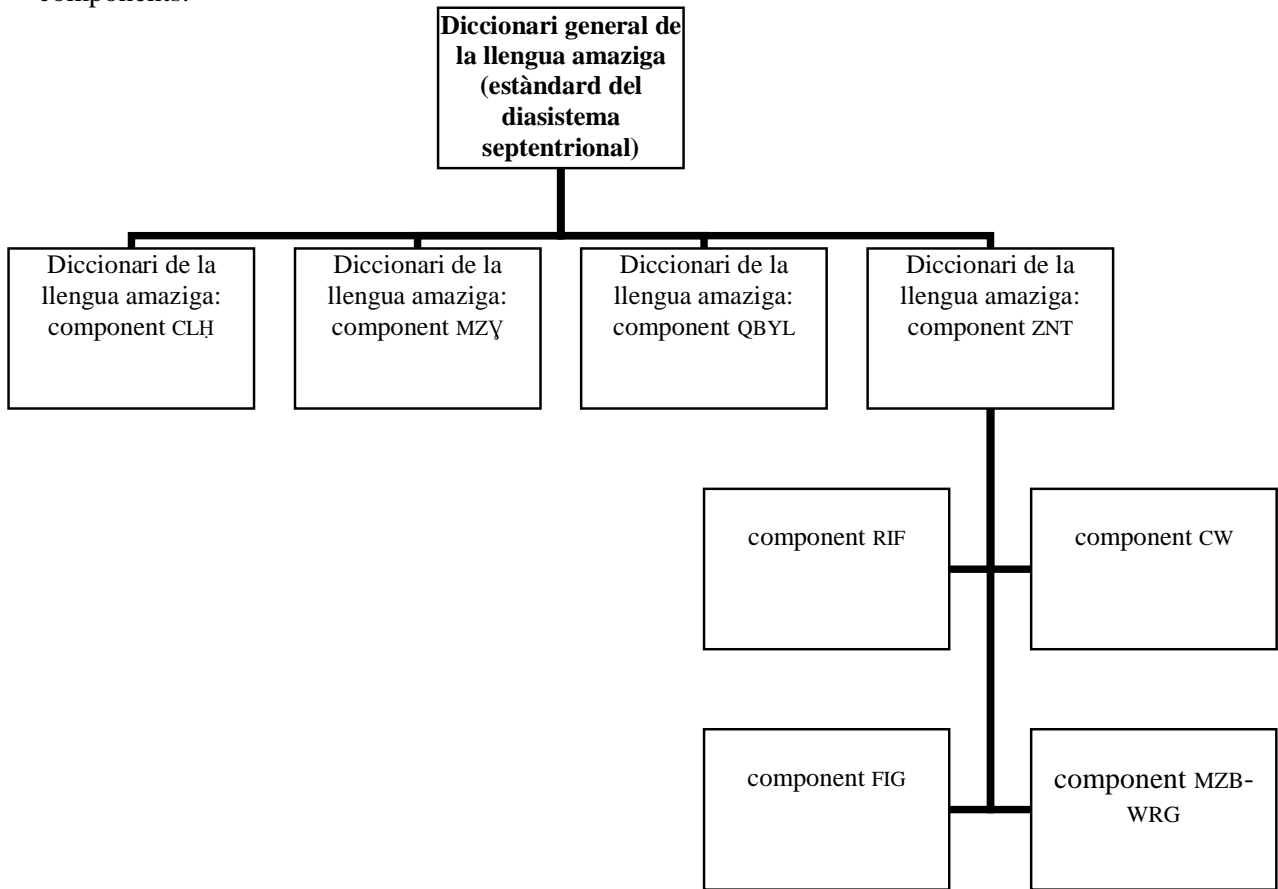 components.
Diccionari general de
la llengua amaziga
(estàndard del
diasistema
septentrional)
Diccionari de la
llengua amaziga:
component CLḤ
Diccionari de la
llengua amaziga:
component MZƔ
Diccionari de la
llengua amaziga:
component QBYL
Diccionari de la
llengua amaziga:
component ZNT
component RIF
component CW
component FIG
component MZB-
WRG